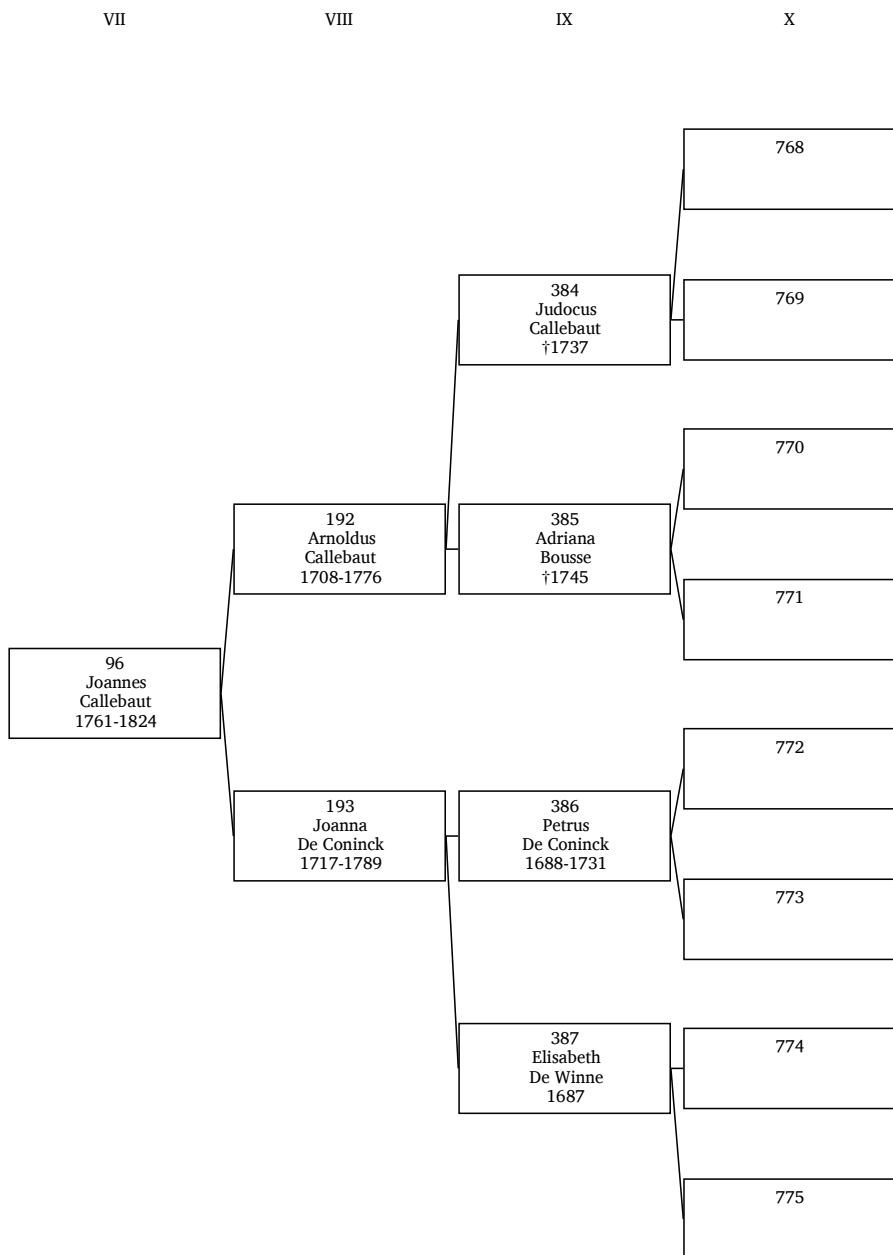 VII
VIII
IX
X
768
384
Judocus
Callebaut
†1737
769
770
192
Arnoldus
Callebaut
1708-1776
385
Adriana
Bousse
†1745
771
96
Joannes
Callebaut
1761-1824
772
193
Joanna
De Coninck
1717-1789
386
Petrus
De Coninck
1688-1731
773
387
Elisabeth
De Winne
1687
774
775